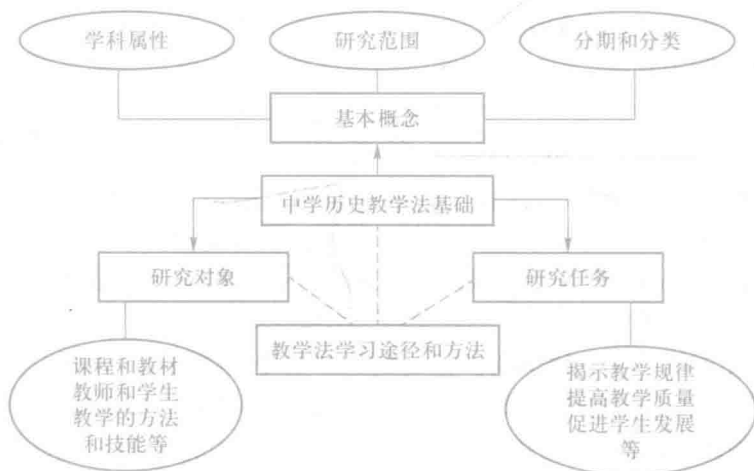 学科属性
研究范围
分期和分类
基本概念
中学历史教学法基础
研究对象
研究任务
教学法学习途径和方法
课程和教材
教师和学生
教学的方法
和技能等
揭示教学规律
提高教学质量
促进学生发展
等